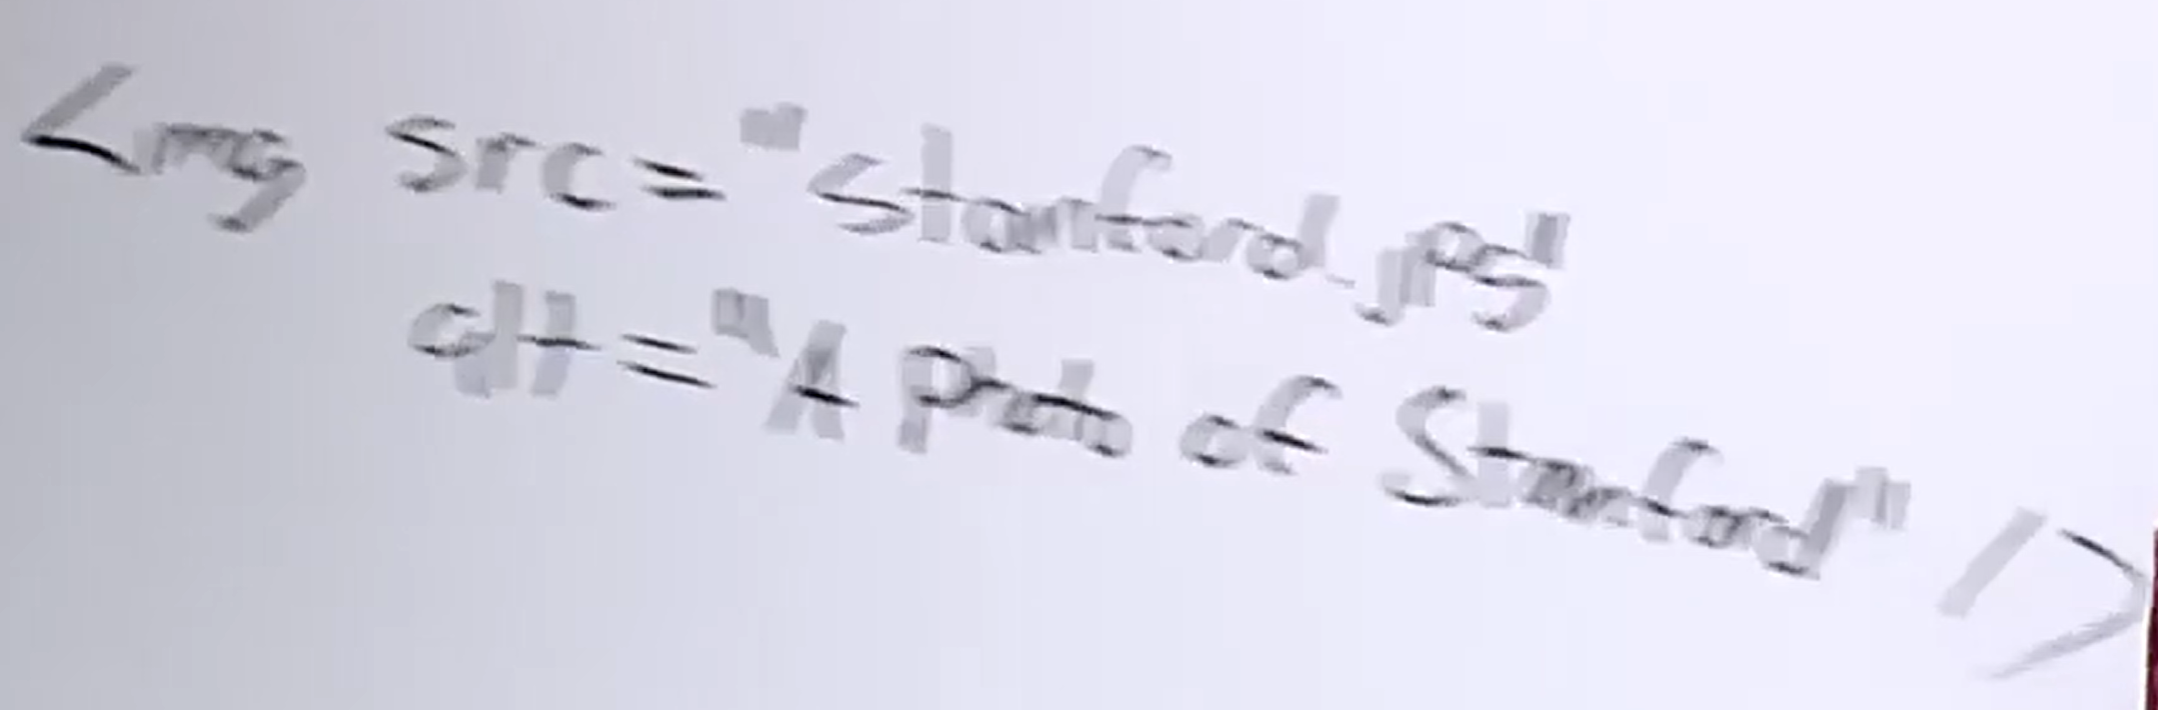 <img src="stanford.jpg"
alt="A photo of Stanford" />